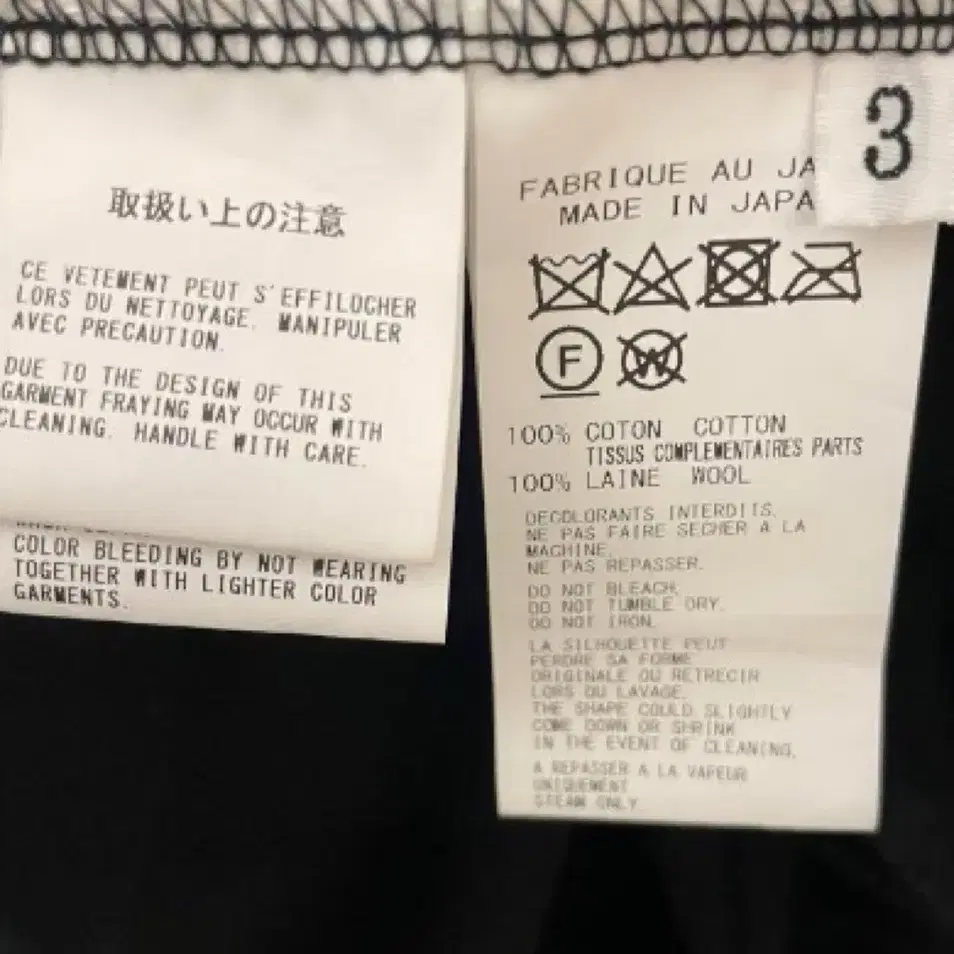 取扱い上の注意
CE VETEMENT PEUT S'EFFILOCHER
LORS DU NETTOYAGE. MANIPULER
AVEC PRECAUTION.
DUE TO THE DESIGN OF THIS
GARMENT FRAYING MAY OCCUR WITH
CLEANING. HANDLE WITH CARE.
COLOR BLEEDING BY NOT WEARING
TOGETHER WITH LIGHTER COLOR
GARMENTS.
3
FABRIQUE AU JA
MADE IN JAPA
F W
100% COTON COTTON
TISSUS COMPLEMENTAIRES PARTS
100% LAINE WOOL
DECOLORANTS INTERDITS.
NE PAS FAIRE SECHER A LA
MACHINE.
NE PAS REPASSER.
DO NOT BLEACH.
DO NOT TUMBLE DRY.
DO NOT IRON.
LA SILHOUETTE PEUT
PERDRE SA FORME
ORIGINALE OU RETRECIR
LORS DU LAVAGE.
THE SHAPE COULD SLIGHTLY
COME DOWN OR SHRINK
IN THE EVENT OF CLEANING.
A REPASSER A LA VAPEUR
UNIQUEMENT
STEAM ONLY